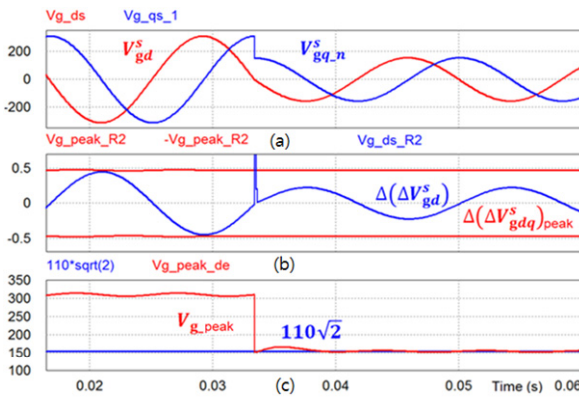 Vg_ds Vg_qs_1
200
0
-200
V^s_gd
V^s_gq_n
(a)
Vg_peak_R2 -Vg_peak_R2 Vg_ds_R2
0.5
0
-0.5
Δ(ΔV^s_gd)
Δ(ΔV^s_gdq)peak
(b)
110*sqrt(2) Vg_peak_de
350
300
250
200
150
100
V_g_peak
110√2
0.02 0.03 0.04 0.05 Time (s) 0.06
(c)